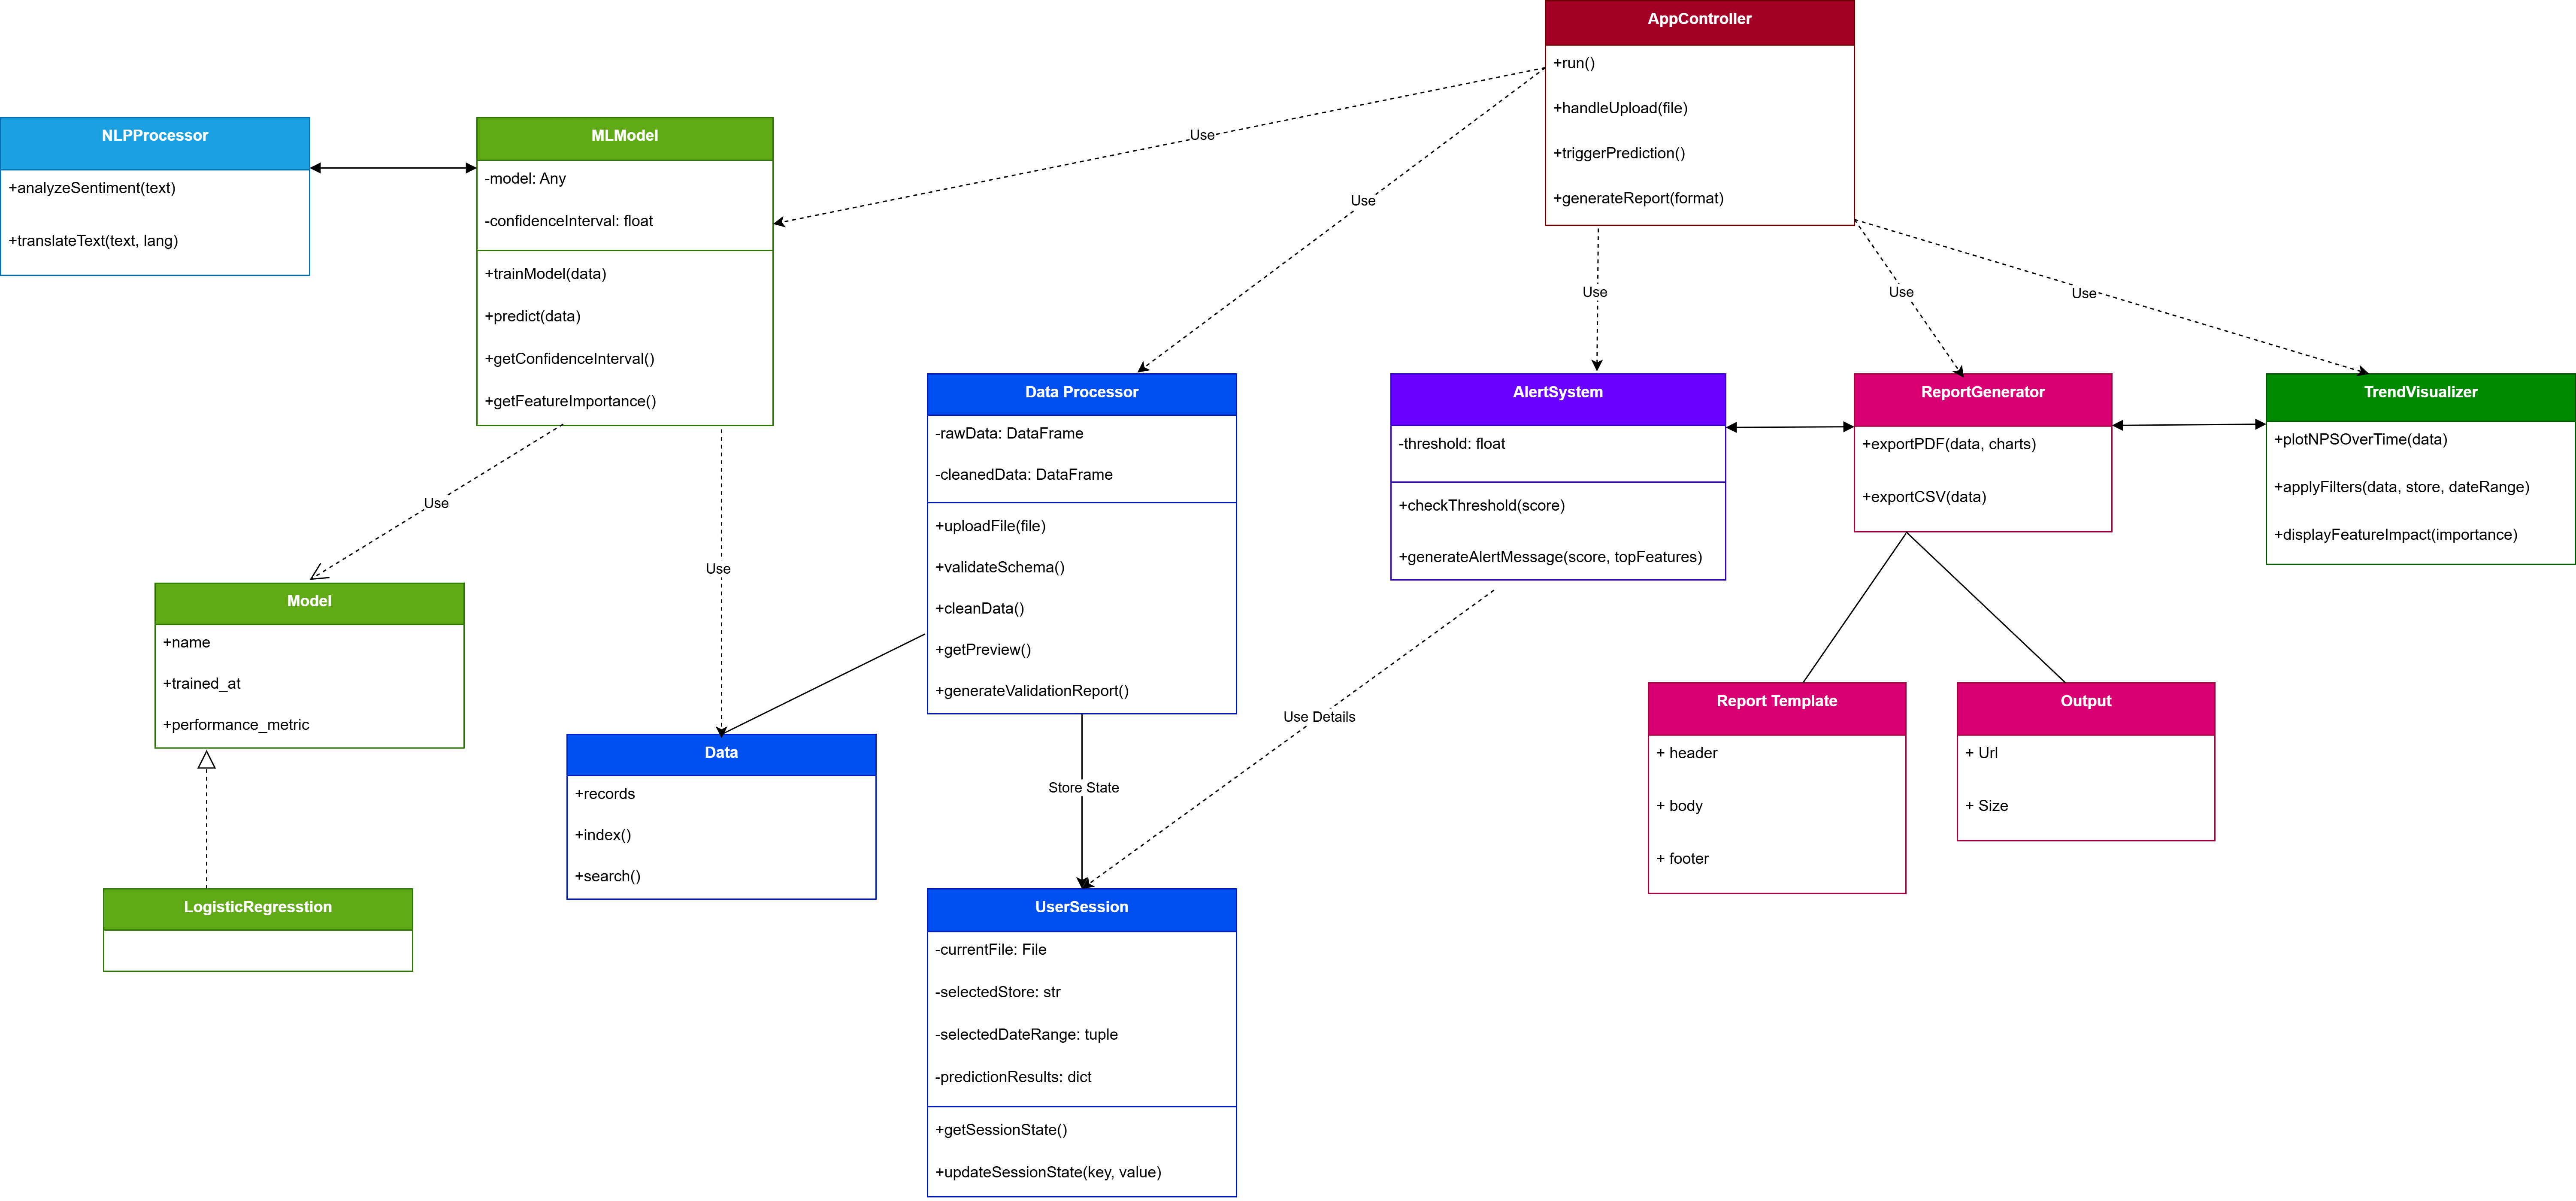 AppController
+run()
+handleUpload(file)
+triggerPrediction()
+generateReport(format)
Use
Use
Use
Use
Use
NLPProcessor
+analyzeSentiment(text)
+translateText(text, lang)
MLModel
-model: Any
-confidenceInterval: float
+trainModel(data)
+predict(data)
+getConfidenceInterval()
+getFeatureImportance()
Use
Use
Data Processor
-rawData: DataFrame
-cleanedData: DataFrame
+uploadFile(file)
+validateSchema()
+cleanData()
+getPreview()
+generateValidationReport()
AlertSystem
-threshold: float
+checkThreshold(score)
+generateAlertMessage(score, topFeatures)
ReportGenerator
+exportPDF(data, charts)
+exportCSV(data)
TrendVisualizer
+plotNPSOverTime(data)
+applyFilters(data, store, dateRange)
+displayFeatureImpact(importance)
Model
+name
+trained_at
+performance_metric
LogisticRegresstion
Data
+records
+index()
+search()
Store State
Use Details
UserSession
-currentFile: File
-selectedStore: str
-selectedDateRange: tuple
-predictionResults: dict
+getSessionState()
+updateSessionState(key, value)
Report Template
+ header
+ body
+ footer
Output
+ Url
+ Size